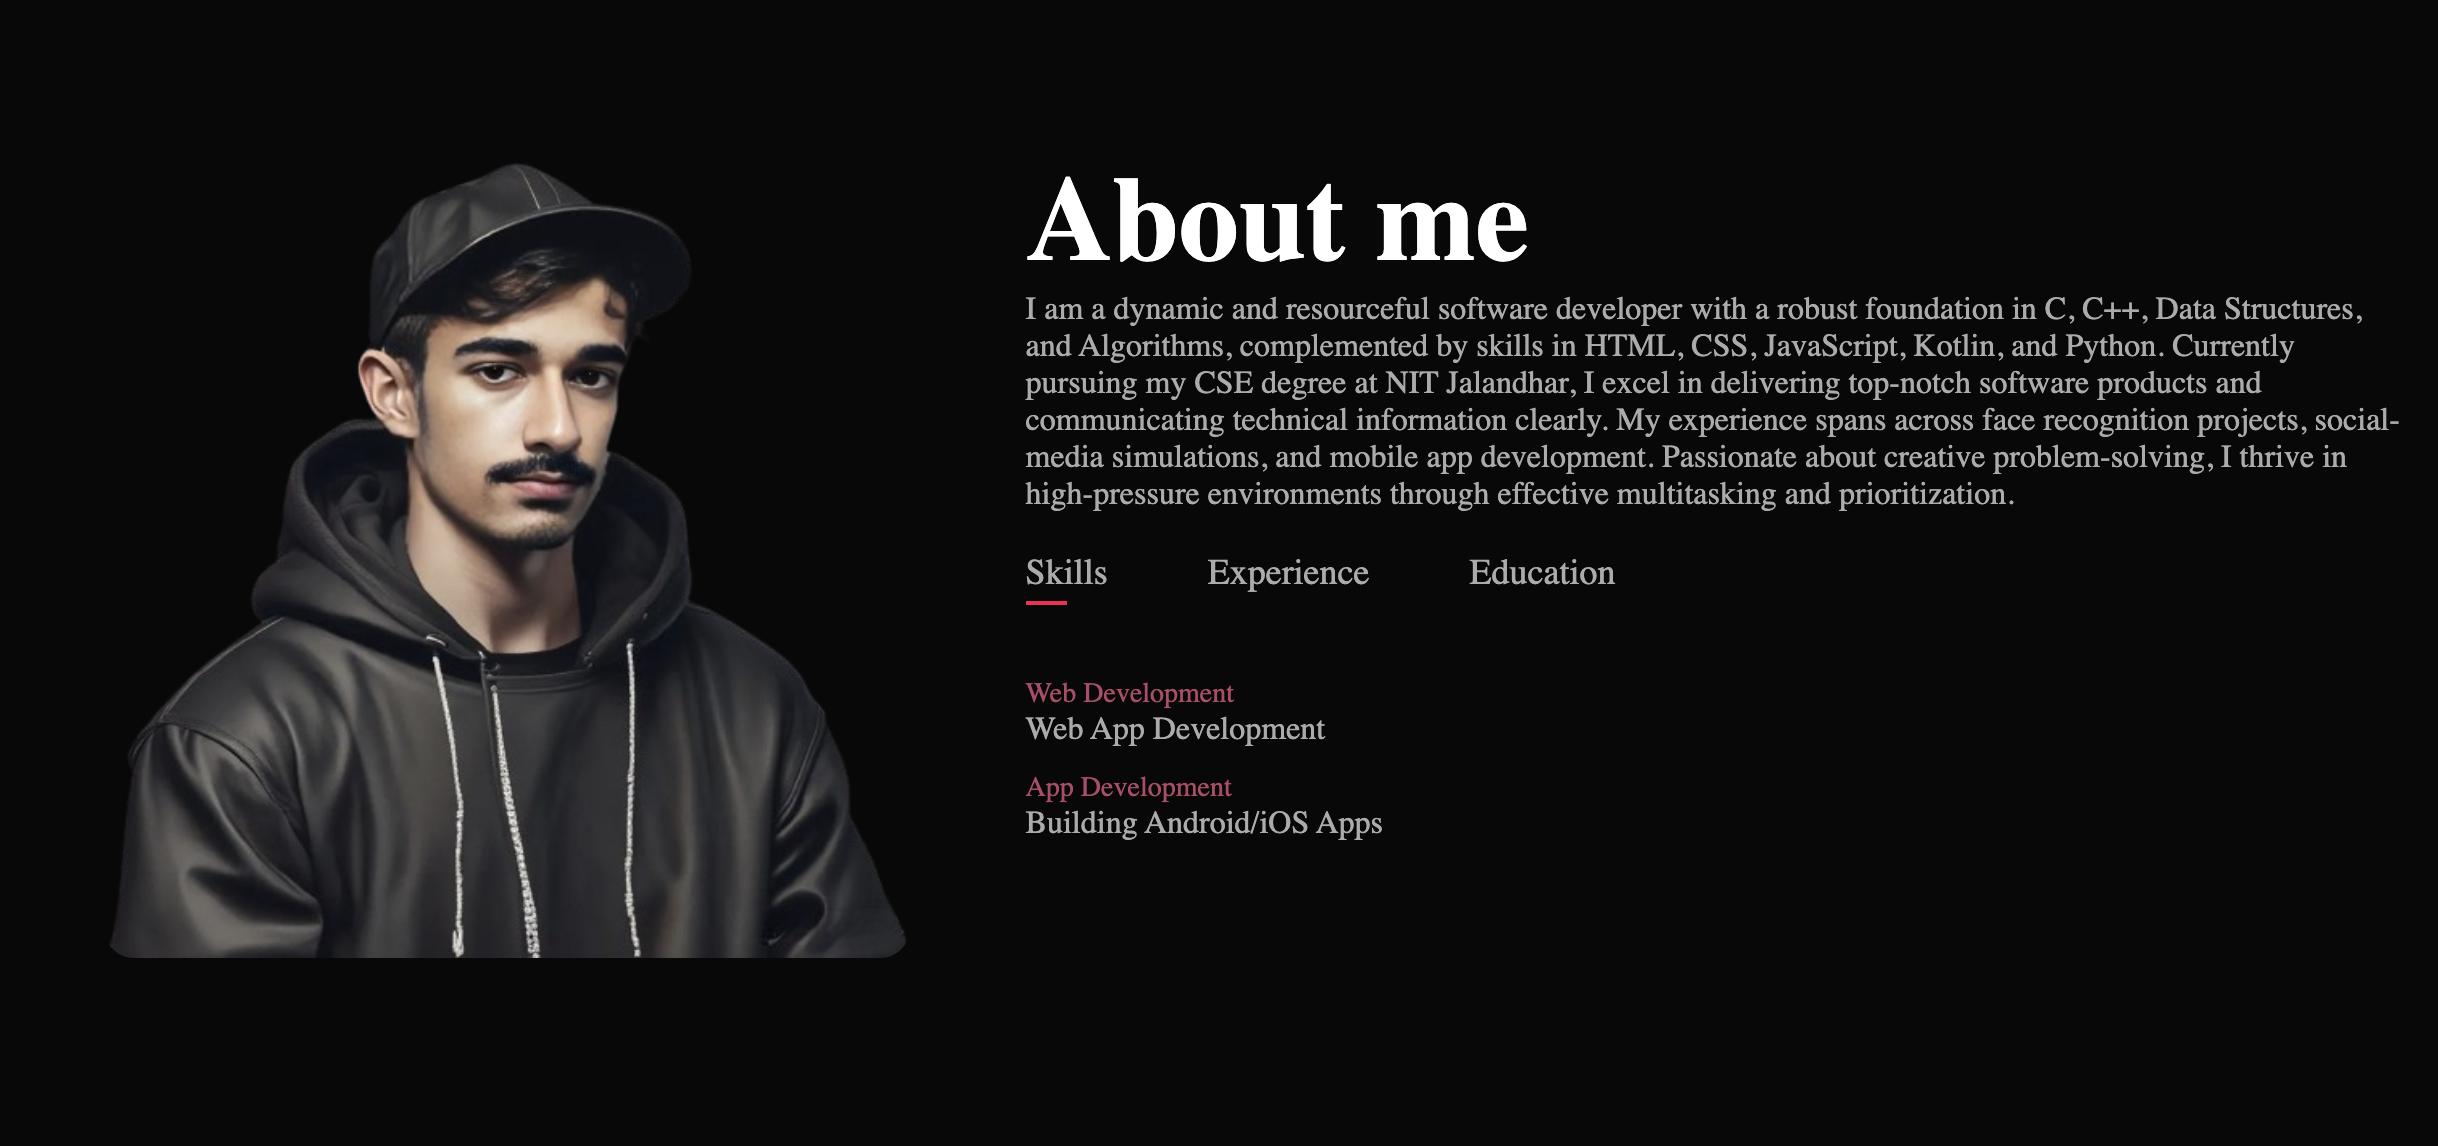 About me
I am a dynamic and resourceful software developer with a robust foundation in C, C++, Data Structures,
and Algorithms, complemented by skills in HTML, CSS, JavaScript, Kotlin, and Python. Currently
pursuing my CSE degree at NIT Jalandhar, I excel in delivering top-notch software products and
communicating technical information clearly. My experience spans across face recognition projects, social-
media simulations, and mobile app development. Passionate about creative problem-solving, I thrive in
high-pressure environments through effective multitasking and prioritization.
Skills Experience Education
Web Development
Web App Development
App Development
Building Android/iOS Apps